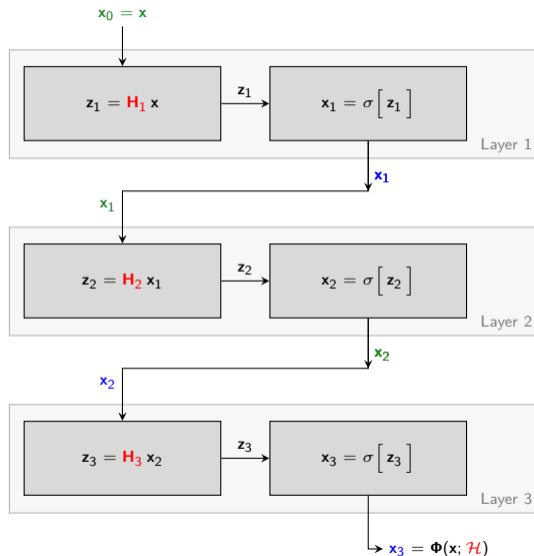 x₀ = x
z₁ = H₁ x
z₁
x₁ = σ[ z₁ ]
Layer 1
x₁
x₁
z₂ = H₂ x₁
z₂
x₂ = σ[ z₂ ]
Layer 2
x₂
x₂
z₃ = H₃ x₂
z₃
x₃ = σ[ z₃ ]
Layer 3
x₃ = Φ(x; ℋ)